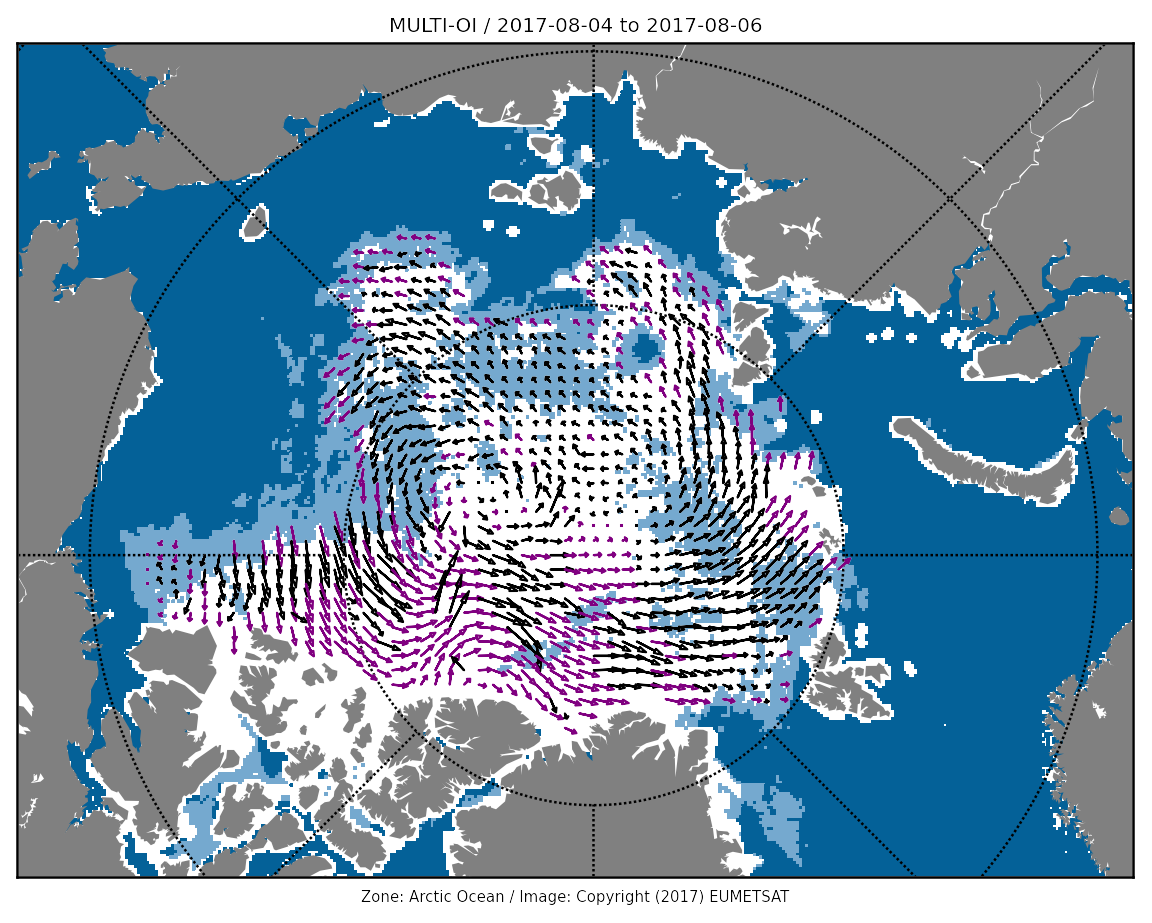 MULTI-OI / 2017-08-04 to 2017-08-06
Zone: Arctic Ocean / Image: Copyright (2017) EUMETSAT